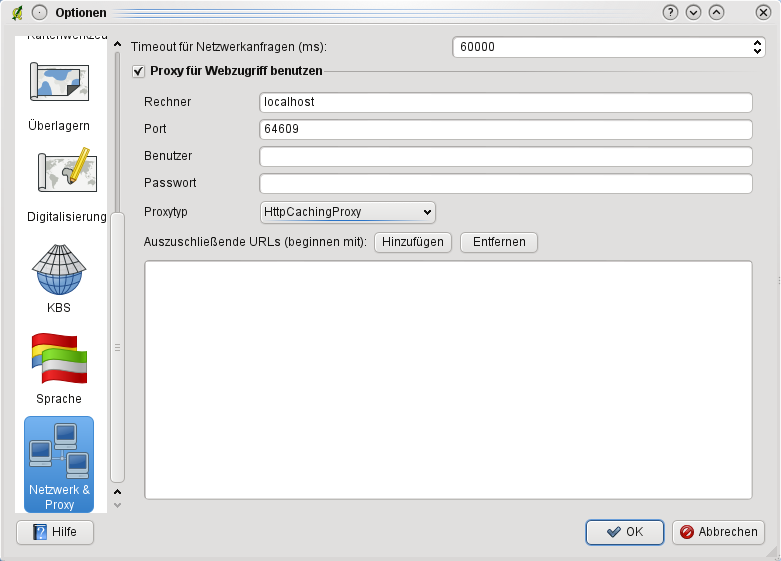 Optionen
Kartenwerkzeu
Überlagern
Digitalisierung
KBS
Sprache
Netzwerk &
Proxy
Timeout für Netzwerkanfragen (ms):
60000
Proxy für Webzugriff benutzen
Rechner
localhost
Port
64609
Benutzer
Passwort
Proxytyp
HttpCachingProxy
Auszuschließende URLs (beginnen mit):
Hinzufügen
Entfernen
Hilfe
OK
Abbrechen